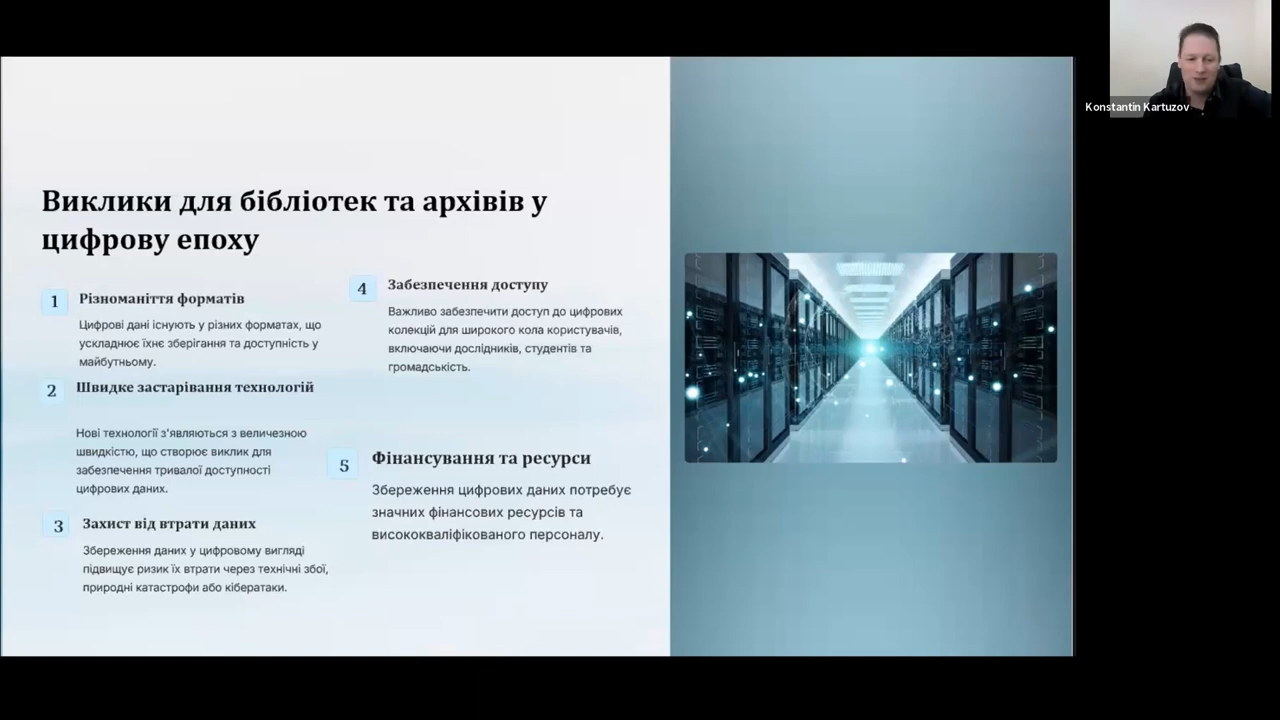 Виклики для бібліотек та архівів у
цифрову епоху
1
Різноманіття форматів
Цифрові дані існують у різних форматах, що
ускладнює їхнє зберігання та доступність у
майбутньому.
2
Швидке застарівання технологій
Нові технології з'являються з величезною
швидкістю, що створює виклик для
забезпечення тривалої доступності
цифрових даних.
3
Захист від втрати даних
Збереження даних у цифровому вигляді
підвищує ризик їх втрати через технічні збої,
природні катастрофи або кібератаки.
4
Забезпечення доступу
Важливо забезпечити доступ до цифрових
колекцій для широкого кола користувачів,
включаючи дослідників, студентів та
громадськість.
5
Фінансування та ресурси
Збереження цифрових даних потребує
значних фінансових ресурсів та
висококваліфікованого персоналу.
Konstantin Kartuzov